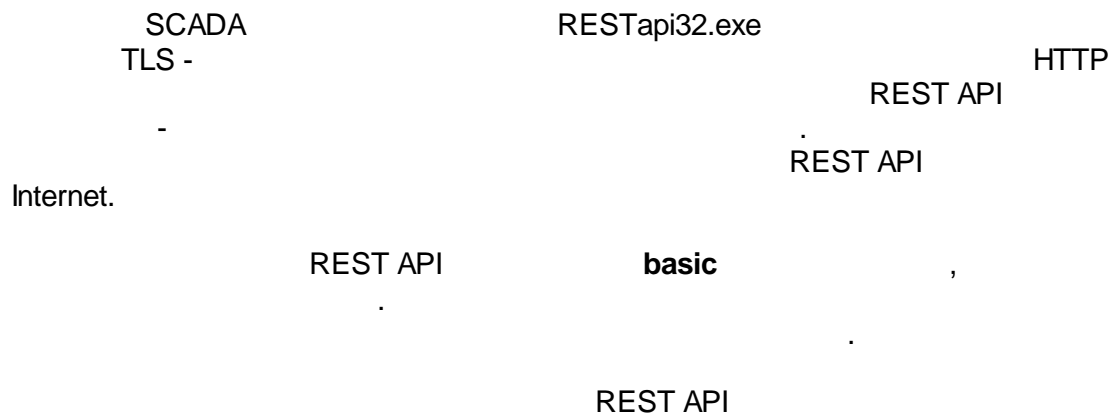 SCADA RESTapi32.exe
TLS - HTTP
REST API
- .
REST API
Internet.
REST API basic ,
.
.
REST API